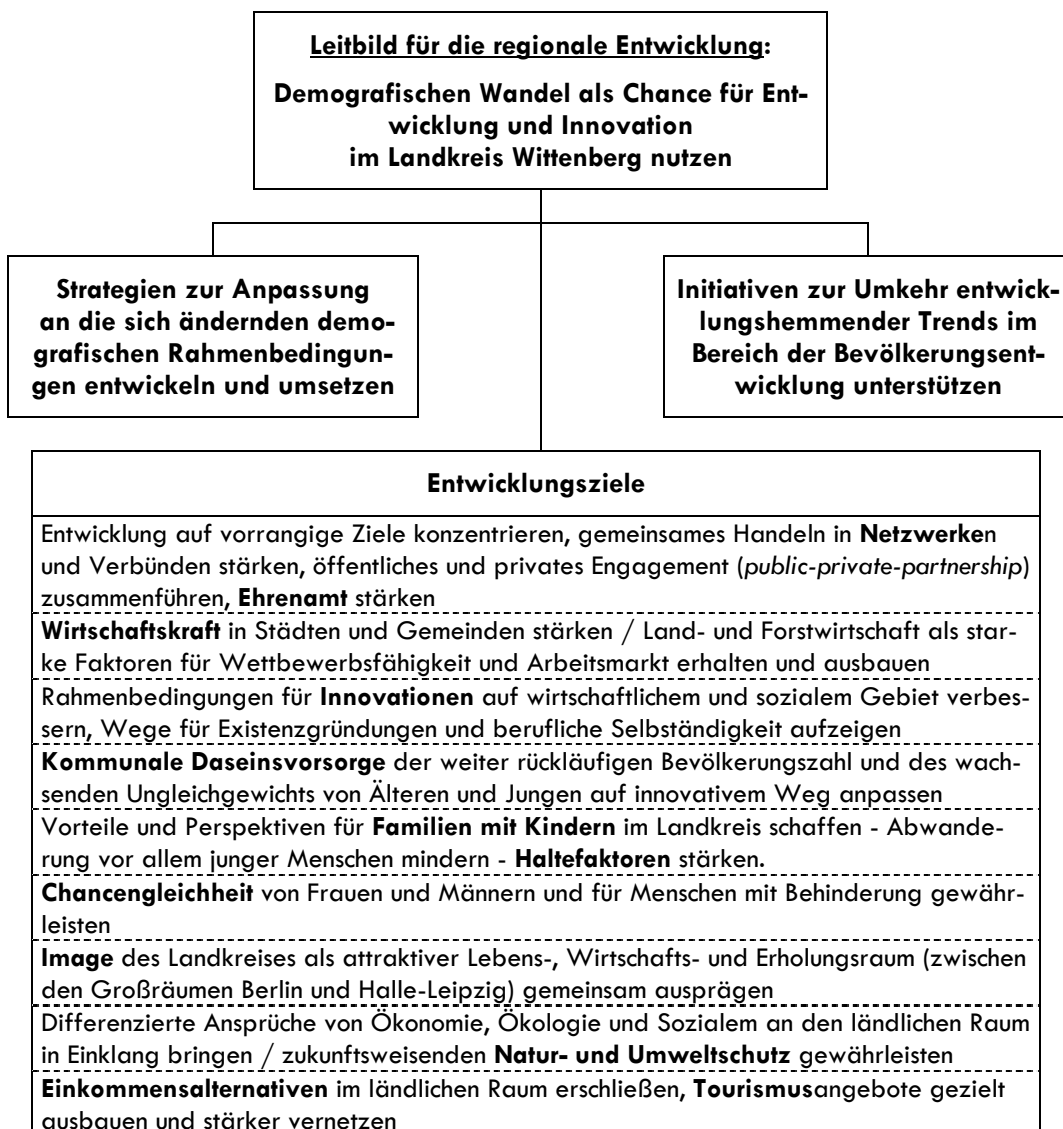 Leitbild für die regionale Entwicklung:
Demografischen Wandel als Chance für Ent-
wicklung und Innovation
im Landkreis Wittenberg nutzen
Strategien zur Anpassung
an die sich ändernden demo-
grafischen Rahmenbedingun-
gen entwickeln und umsetzen
Initiativen zur Umkehr entwick-
lungshemmender Trends im
Bereich der Bevölkerungsent-
wicklung unterstützen
Entwicklungsziele
Entwicklung auf vorrangige Ziele konzentrieren, gemeinsames Handeln in Netzwerken
und Verbünden stärken, öffentliches und privates Engagement (public-private-partnership)
zusammenführen, Ehrenamt stärken
Wirtschaftskraft in Städten und Gemeinden stärken / Land- und Forstwirtschaft als star-
ke Faktoren für Wettbewerbsfähigkeit und Arbeitsmarkt erhalten und ausbauen
Rahmenbedingungen für Innovationen auf wirtschaftlichem und sozialem Gebiet verbes-
sern, Wege für Existenzgründungen und berufliche Selbständigkeit aufzeigen
Kommunale Daseinsvorsorge der weiter rückläufigen Bevölkerungszahl und des wach-
senden Ungleichgewichts von Älteren und Jungen auf innovativem Weg anpassen
Vorteile und Perspektiven für Familien mit Kindern im Landkreis schaffen - Abwande-
rung vor allem junger Menschen mindern - Haltefaktoren stärken.
Chancengleichheit von Frauen und Männern und für Menschen mit Behinderung gewähr-
leisten
Image des Landkreises als attraktiver Lebens-, Wirtschafts- und Erholungsraum (zwischen
den Großräumen Berlin und Halle-Leipzig) gemeinsam ausprägen
Differenzierte Ansprüche von Ökonomie, Ökologie und Sozialem an den ländlichen Raum
in Einklang bringen / zukunftsweisenden Natur- und Umweltschutz gewährleisten
Einkommensalternativen im ländlichen Raum erschließen, Tourismusangebote gezielt
ausbauen und stärker vernetzen